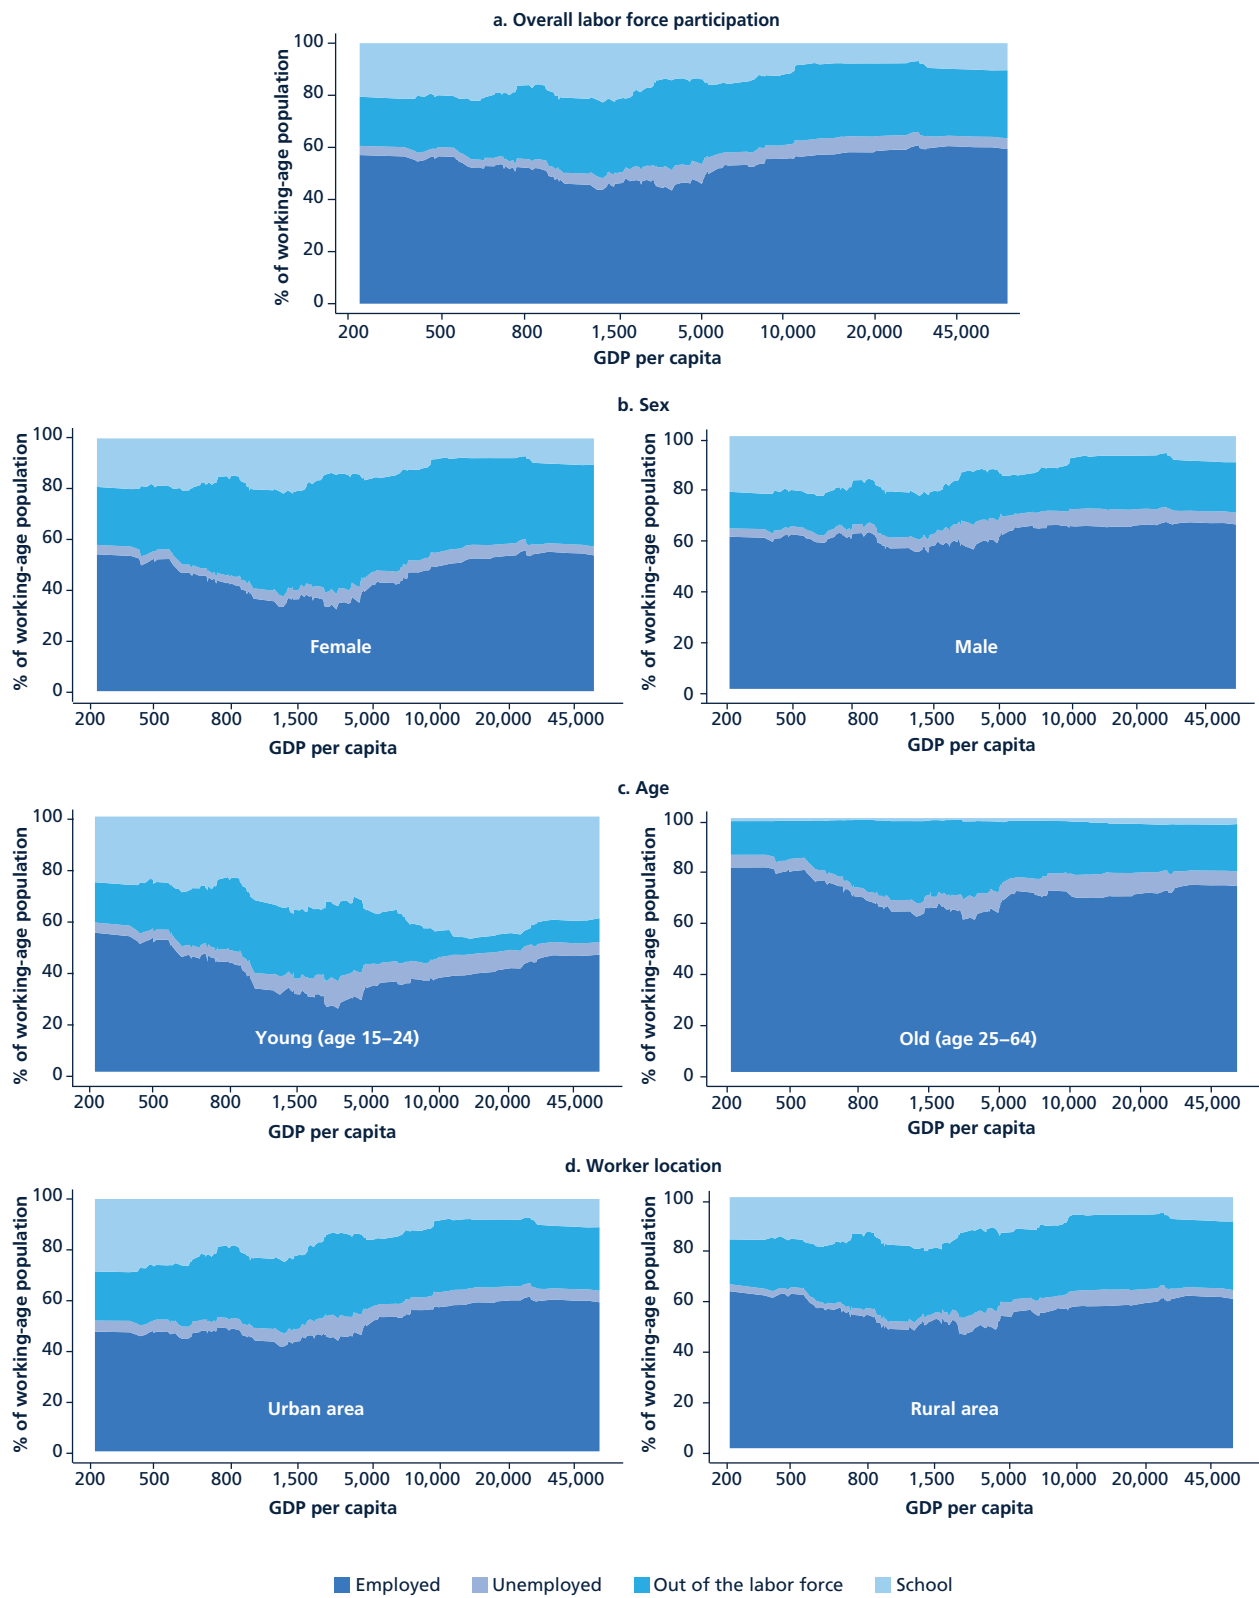 a. Overall labor force participation
% of working-age population
100
80
60
40
20
0
200 500 800 1,500 5,000 10,000 20,000 45,000
GDP per capita
b. Sex
% of working-age population
100
80
60
40
20
0
Female
200 500 800 1,500 5,000 10,000 20,000 45,000
GDP per capita
% of working-age population
100
80
60
40
20
0
Male
200 500 800 1,500 5,000 10,000 20,000 45,000
GDP per capita
c. Age
% of working-age population
100
80
60
40
20
0
Young (age 15–24)
200 500 800 1,500 5,000 10,000 20,000 45,000
GDP per capita
% of working-age population
100
80
60
40
20
0
Old (age 25–64)
200 500 800 1,500 5,000 10,000 20,000 45,000
GDP per capita
d. Worker location
% of working-age population
100
80
60
40
20
0
Urban area
200 500 800 1,500 5,000 10,000 20,000 45,000
GDP per capita
% of working-age population
100
80
60
40
20
0
Rural area
200 500 800 1,500 5,000 10,000 20,000 45,000
GDP per capita
Employed Unemployed Out of the labor force School